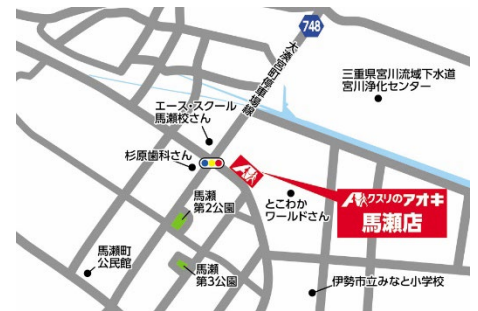 748
大湊宮町停車場線
三重県宮川流域下水道
宮川浄化センター
エース・スクール
馬瀬校さん
杉原歯科さん
クスリのアオキ
馬瀬店
とこわか
ワールドさん
馬瀬
第2公園
馬瀬町
公民館
馬瀬
第3公園
伊勢市立みなと小学校